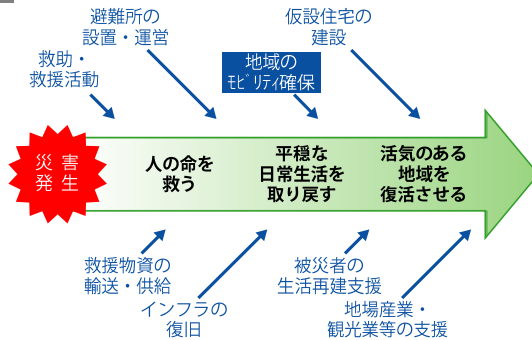 避難所の
設置・運営
仮設住宅の
建設
救助・
救援活動
地域の
ﾓﾋﾞﾘﾃｨ確保
災害
発生
人の命を
救う
平穏な
日常生活を
取り戻す
活気のある
地域を
復活させる
救援物資の
輸送・供給
インフラの
復旧
被災者の
生活再建支援
地場産業・
観光業等の支援